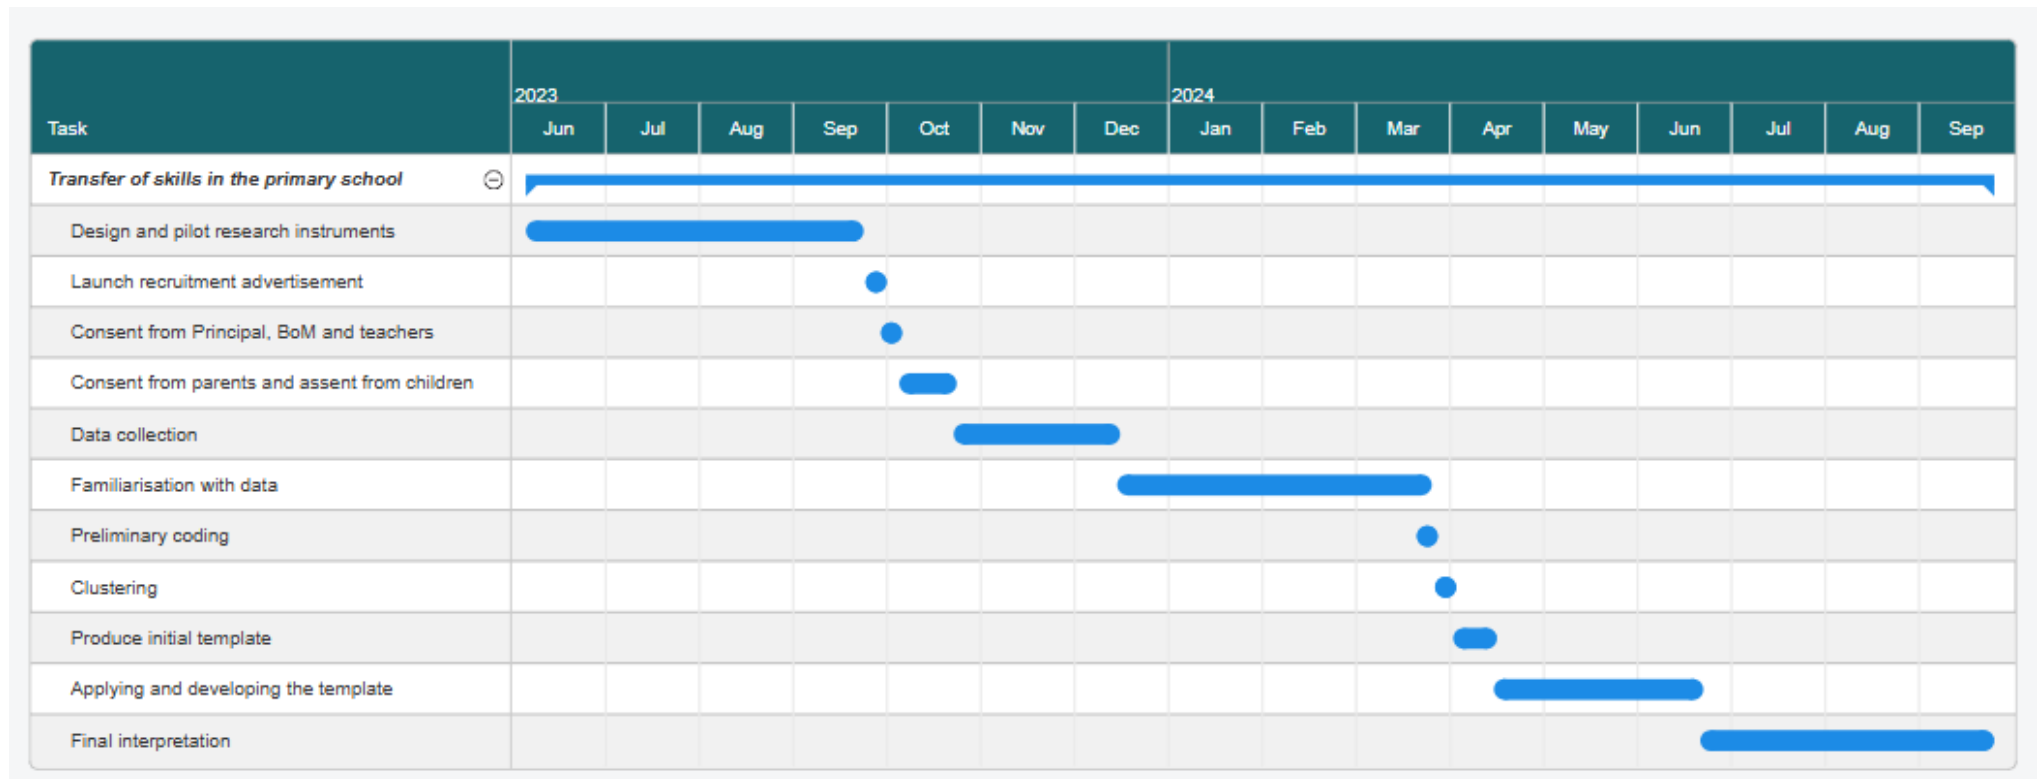 2023 2024
Task Jun Jul Aug Sep Oct Nov Dec Jan Feb Mar Apr May Jun Jul Aug Sep
Transfer of skills in the primary school
Design and pilot research instruments
Launch recruitment advertisement
Consent from Principal, BoM and teachers
Consent from parents and assent from children
Data collection
Familiarisation with data
Preliminary coding
Clustering
Produce initial template
Applying and developing the template
Final interpretation